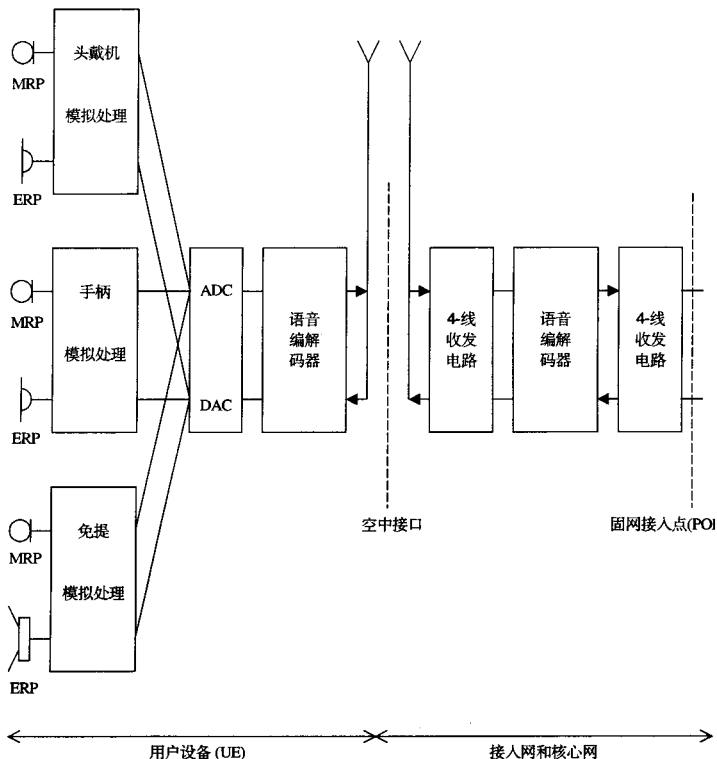 头戴机
模拟处理
MRP
ERP
手柄
模拟处理
MRP
ERP
免提
模拟处理
MRP
ERP
ADC
DAC
语音
编解
码器
4-线
收发
电路
语音
编解
码器
4-线
收发
电路
空中接口
固网接入点(POI
用户设备 (UE)
接入网和核心网